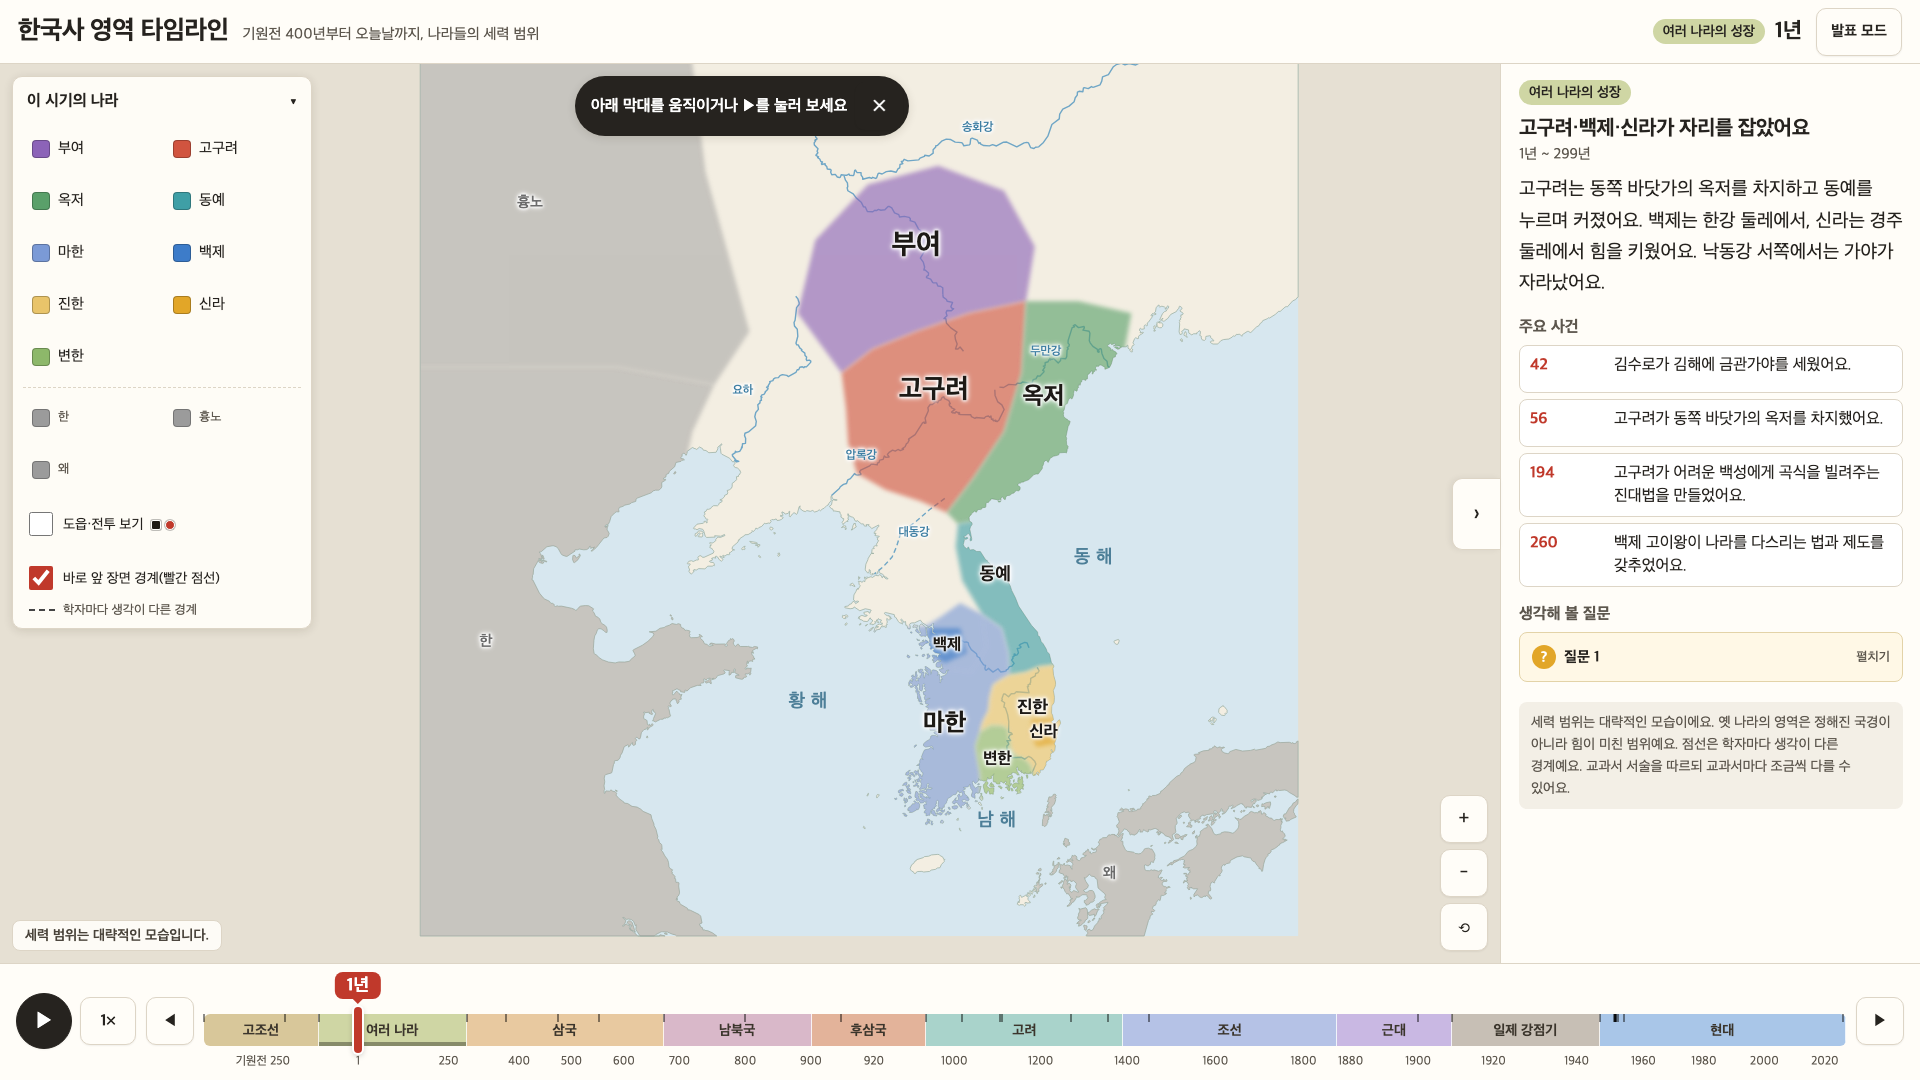 한국사 영역 타임라인
기원전 400년부터 오늘날까지, 나라들의 세력 범위
여러 나라의 성장
1년
발표 모드
이 시기의 나라 ▼
부여
고구려
옥저
동예
마한
백제
진한
신라
변한
한
흉노
왜
도읍·전투 보기
바로 앞 장면 경계(빨간 점선)
학자마다 생각이 다른 경계
세력 범위는 대략적인 모습입니다.
아래 막대를 움직이거나 ▶를 눌러 보세요 ✕
송화강
흉노
부여
두만강
요하
고구려
옥저
압록강
대동강
동 해
동예
한
백제
황 해
마한
진한
신라
변한
남 해
왜
›
+
−
⟲
여러 나라의 성장
고구려·백제·신라가 자리를 잡았어요
1년 ~ 299년
고구려는 동쪽 바닷가의 옥저를 차지하고 동예를
누르며 커졌어요. 백제는 한강 둘레에서, 신라는 경주
둘레에서 힘을 키웠어요. 낙동강 서쪽에서는 가야가
자라났어요.
주요 사건
42 김수로가 김해에 금관가야를 세웠어요.
56 고구려가 동쪽 바닷가의 옥저를 차지했어요.
194 고구려가 어려운 백성에게 곡식을 빌려주는
진대법을 만들었어요.
260 백제 고이왕이 나라를 다스리는 법과 제도를
갖추었어요.
생각해 볼 질문
? 질문 1 펼치기
세력 범위는 대략적인 모습이에요. 옛 나라의 영역은 정해진 국경이
아니라 힘이 미친 범위예요. 점선은 학자마다 생각이 다른
경계예요. 교과서 서술을 따르되 교과서마다 조금씩 다를 수
있어요.
1년
▶ 1× ◀
고조선 여러 나라 삼국 남북국 후삼국 고려 조선 근대 일제 강점기 현대
▶
기원전 250 1 250 400 500 600 700 800 900 920 1000 1200 1400 1600 1800 1880 1900 1920 1940 1960 1980 2000 2020